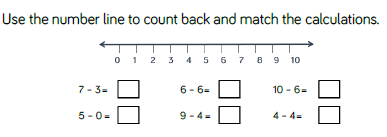 Use the number line to count back and match the calculations.
0 1 2 3 4 5 6 7 8 9 10
7 - 3= 6 - 6= 10 - 6=
5 - 0= 9 - 4= 4 - 4=